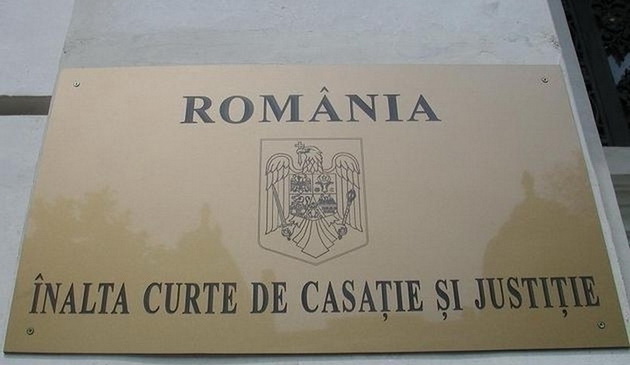 ROMÂNIA
ÎNALTA CURTE DE CASAȚIE ȘI JUSTIȚIE